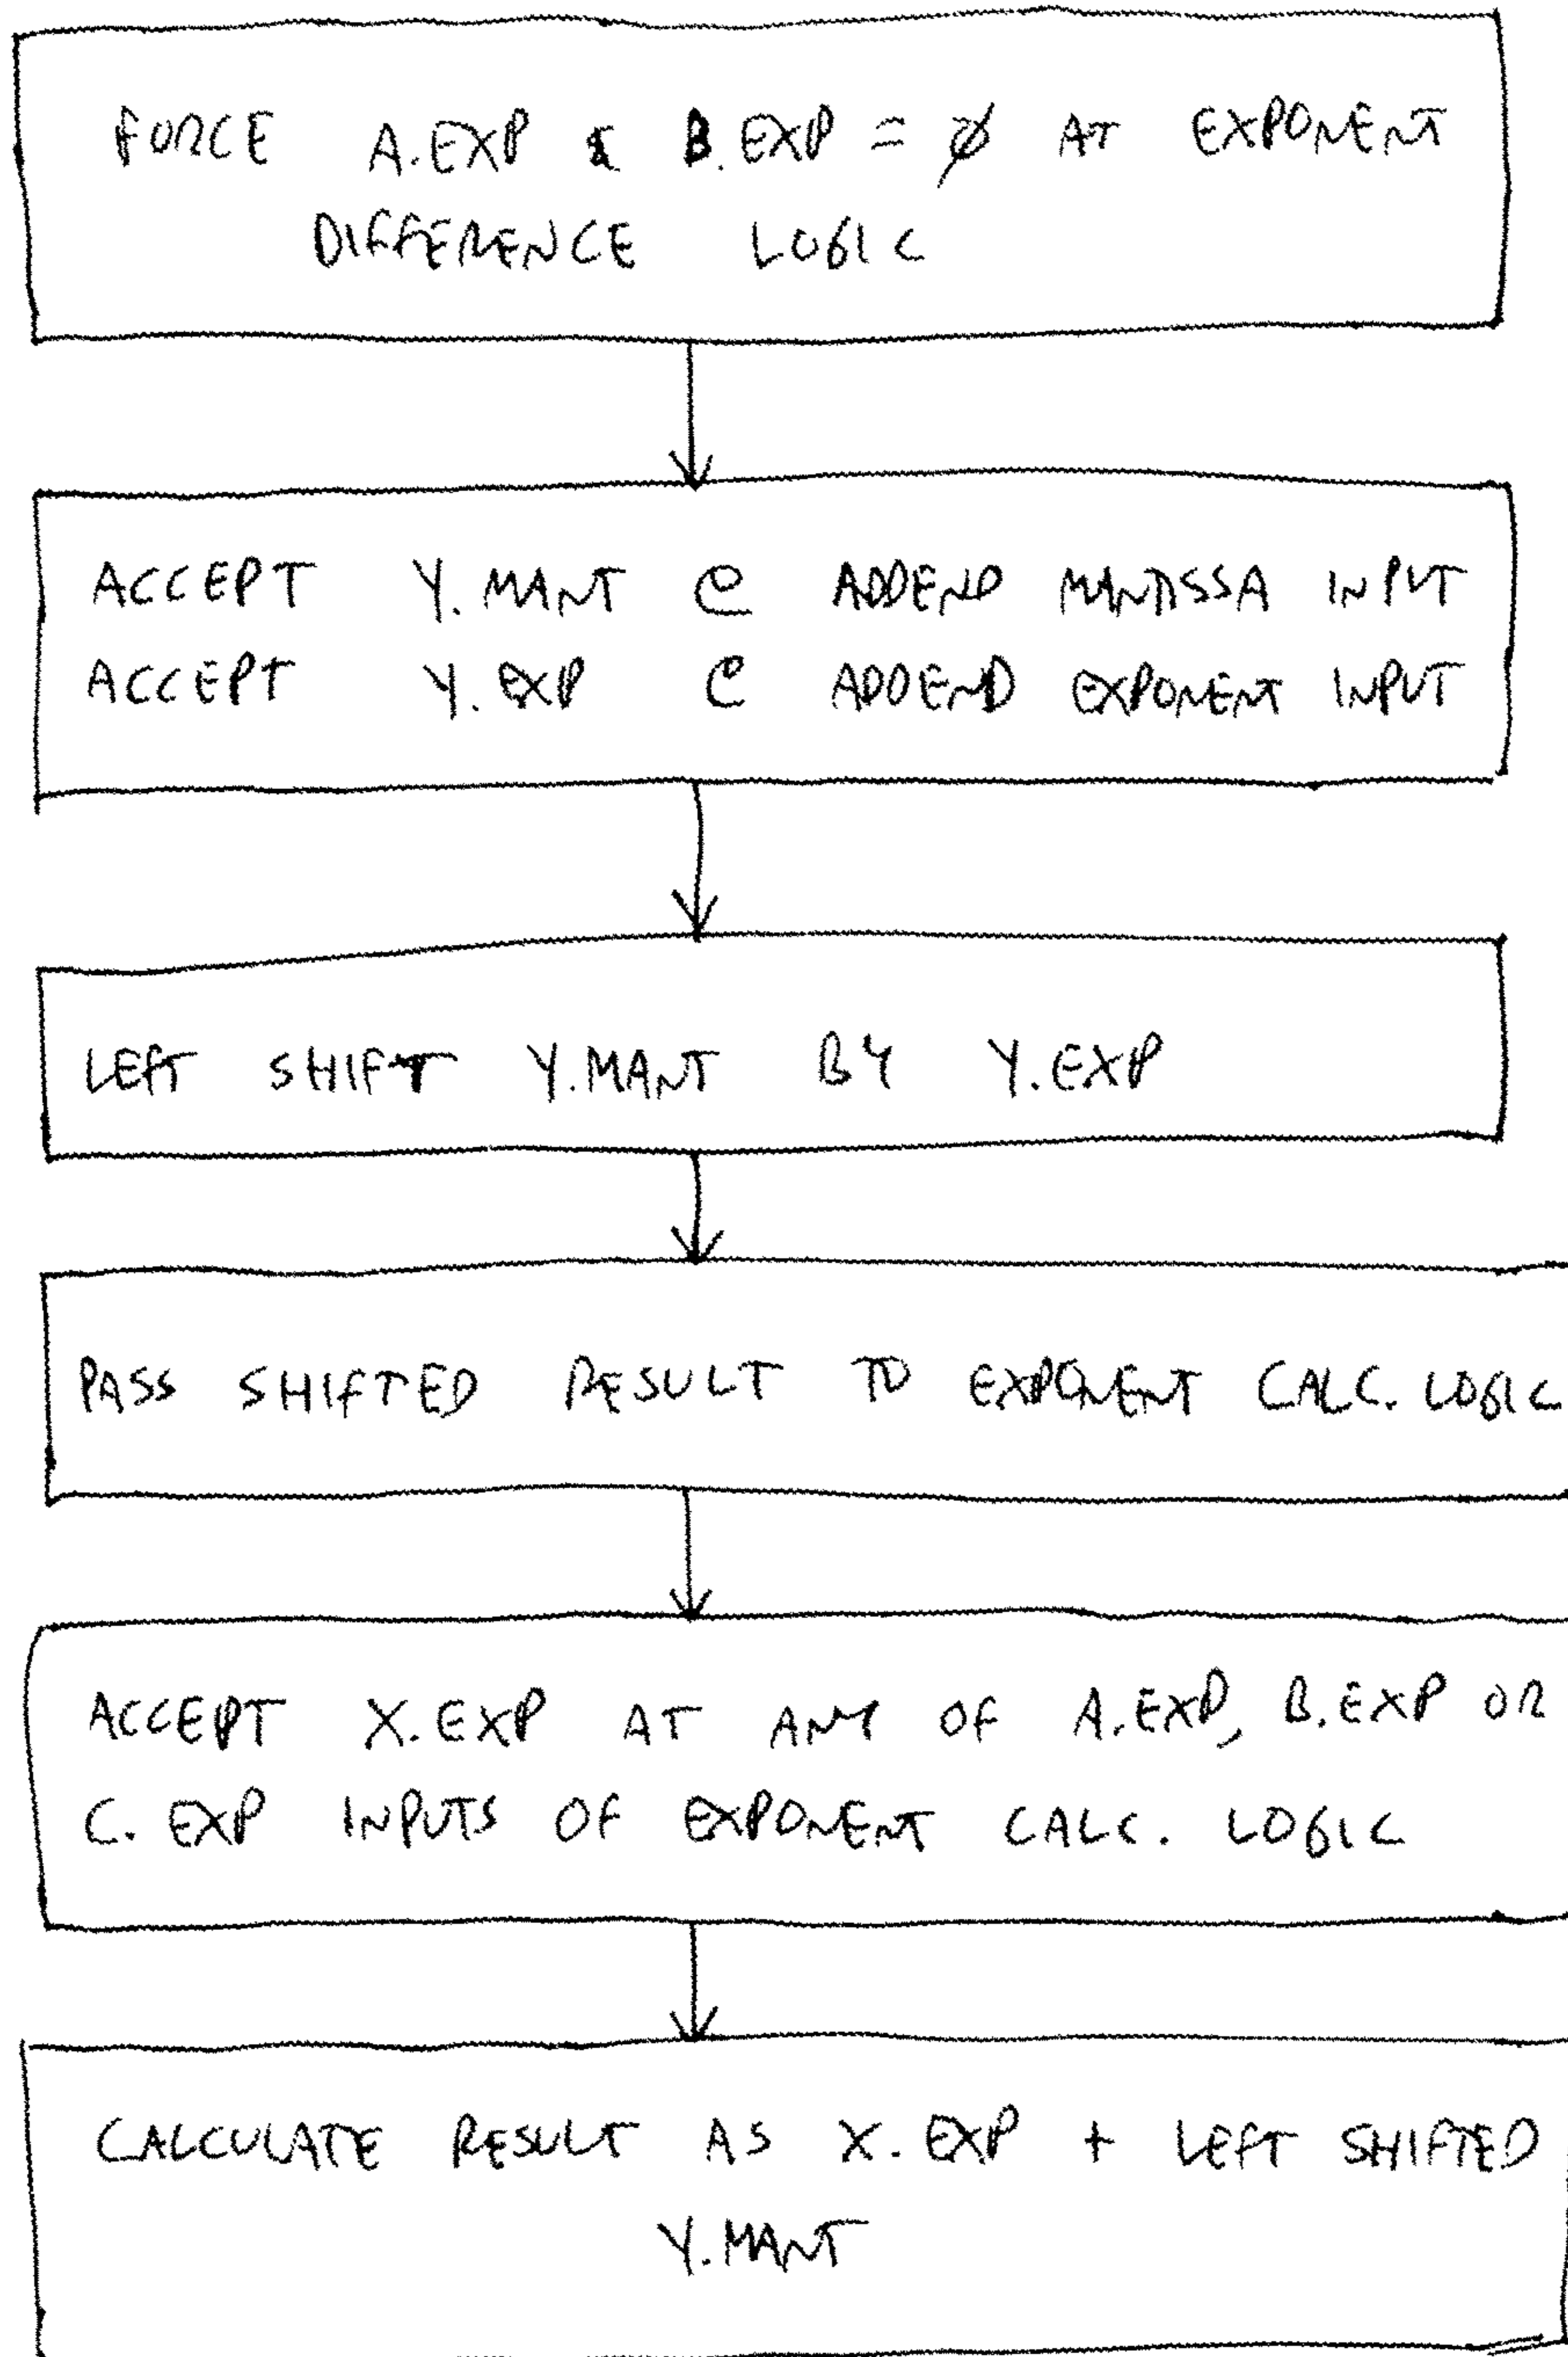 FORCE A.EXP & B.EXP = Ø AT EXPONENT
DIFFERENCE LOGIC
ACCEPT Y.MANT @ ADDEND MANTISSA INPUT
ACCEPT Y.EXP @ ADDEND EXPONENT INPUT
LEFT SHIFT Y.MANT BY Y.EXP
PASS SHIFTED RESULT TO EXPONENT CALC. LOGIC
ACCEPT X.EXP AT ANY OF A.EXP, B.EXP OR
C.EXP INPUTS OF EXPONENT CALC. LOGIC
CALCULATE RESULT AS X.EXP + LEFT SHIFTED
Y.MANT